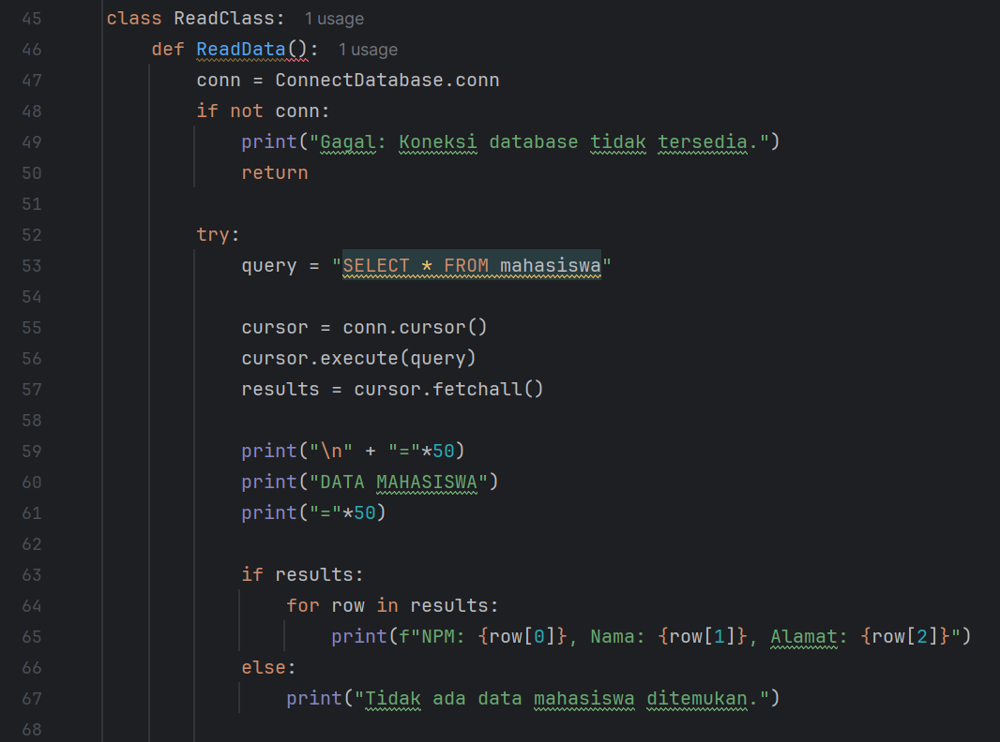 45 class ReadClass: 1 usage
46     def ReadData(): 1 usage
47         conn = ConnectDatabase.conn
48         if not conn:
49             print("Gagal: Koneksi database tidak tersedia.")
50             return
51
52         try:
53             query = "SELECT * FROM mahasiswa"
54
55             cursor = conn.cursor()
56             cursor.execute(query)
57             results = cursor.fetchall()
58
59             print("\n" + "="*50)
60             print("DATA MAHASISWA")
61             print("="*50)
62
63             if results:
64                 for row in results:
65                     print(f"NPM: {row[0]}, Nama: {row[1]}, Alamat: {row[2]}")
66             else:
67                 print("Tidak ada data mahasiswa ditemukan.")
68